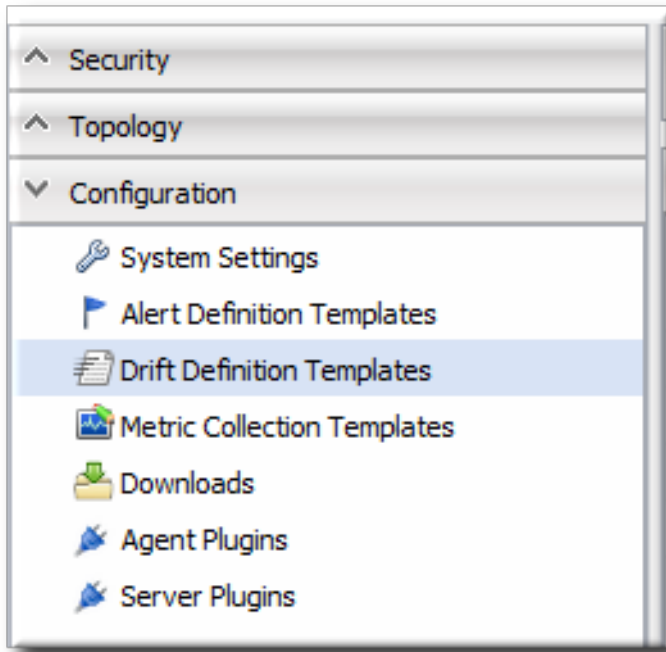 Security
Topology
Configuration
System Settings
Alert Definition Templates
Drift Definition Templates
Metric Collection Templates
Downloads
Agent Plugins
Server Plugins